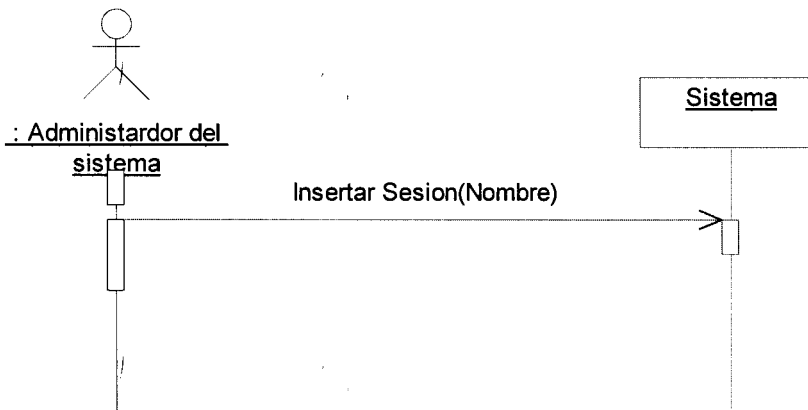 : Administardor del
sistema
Sistema
Insertar Sesion(Nombre)